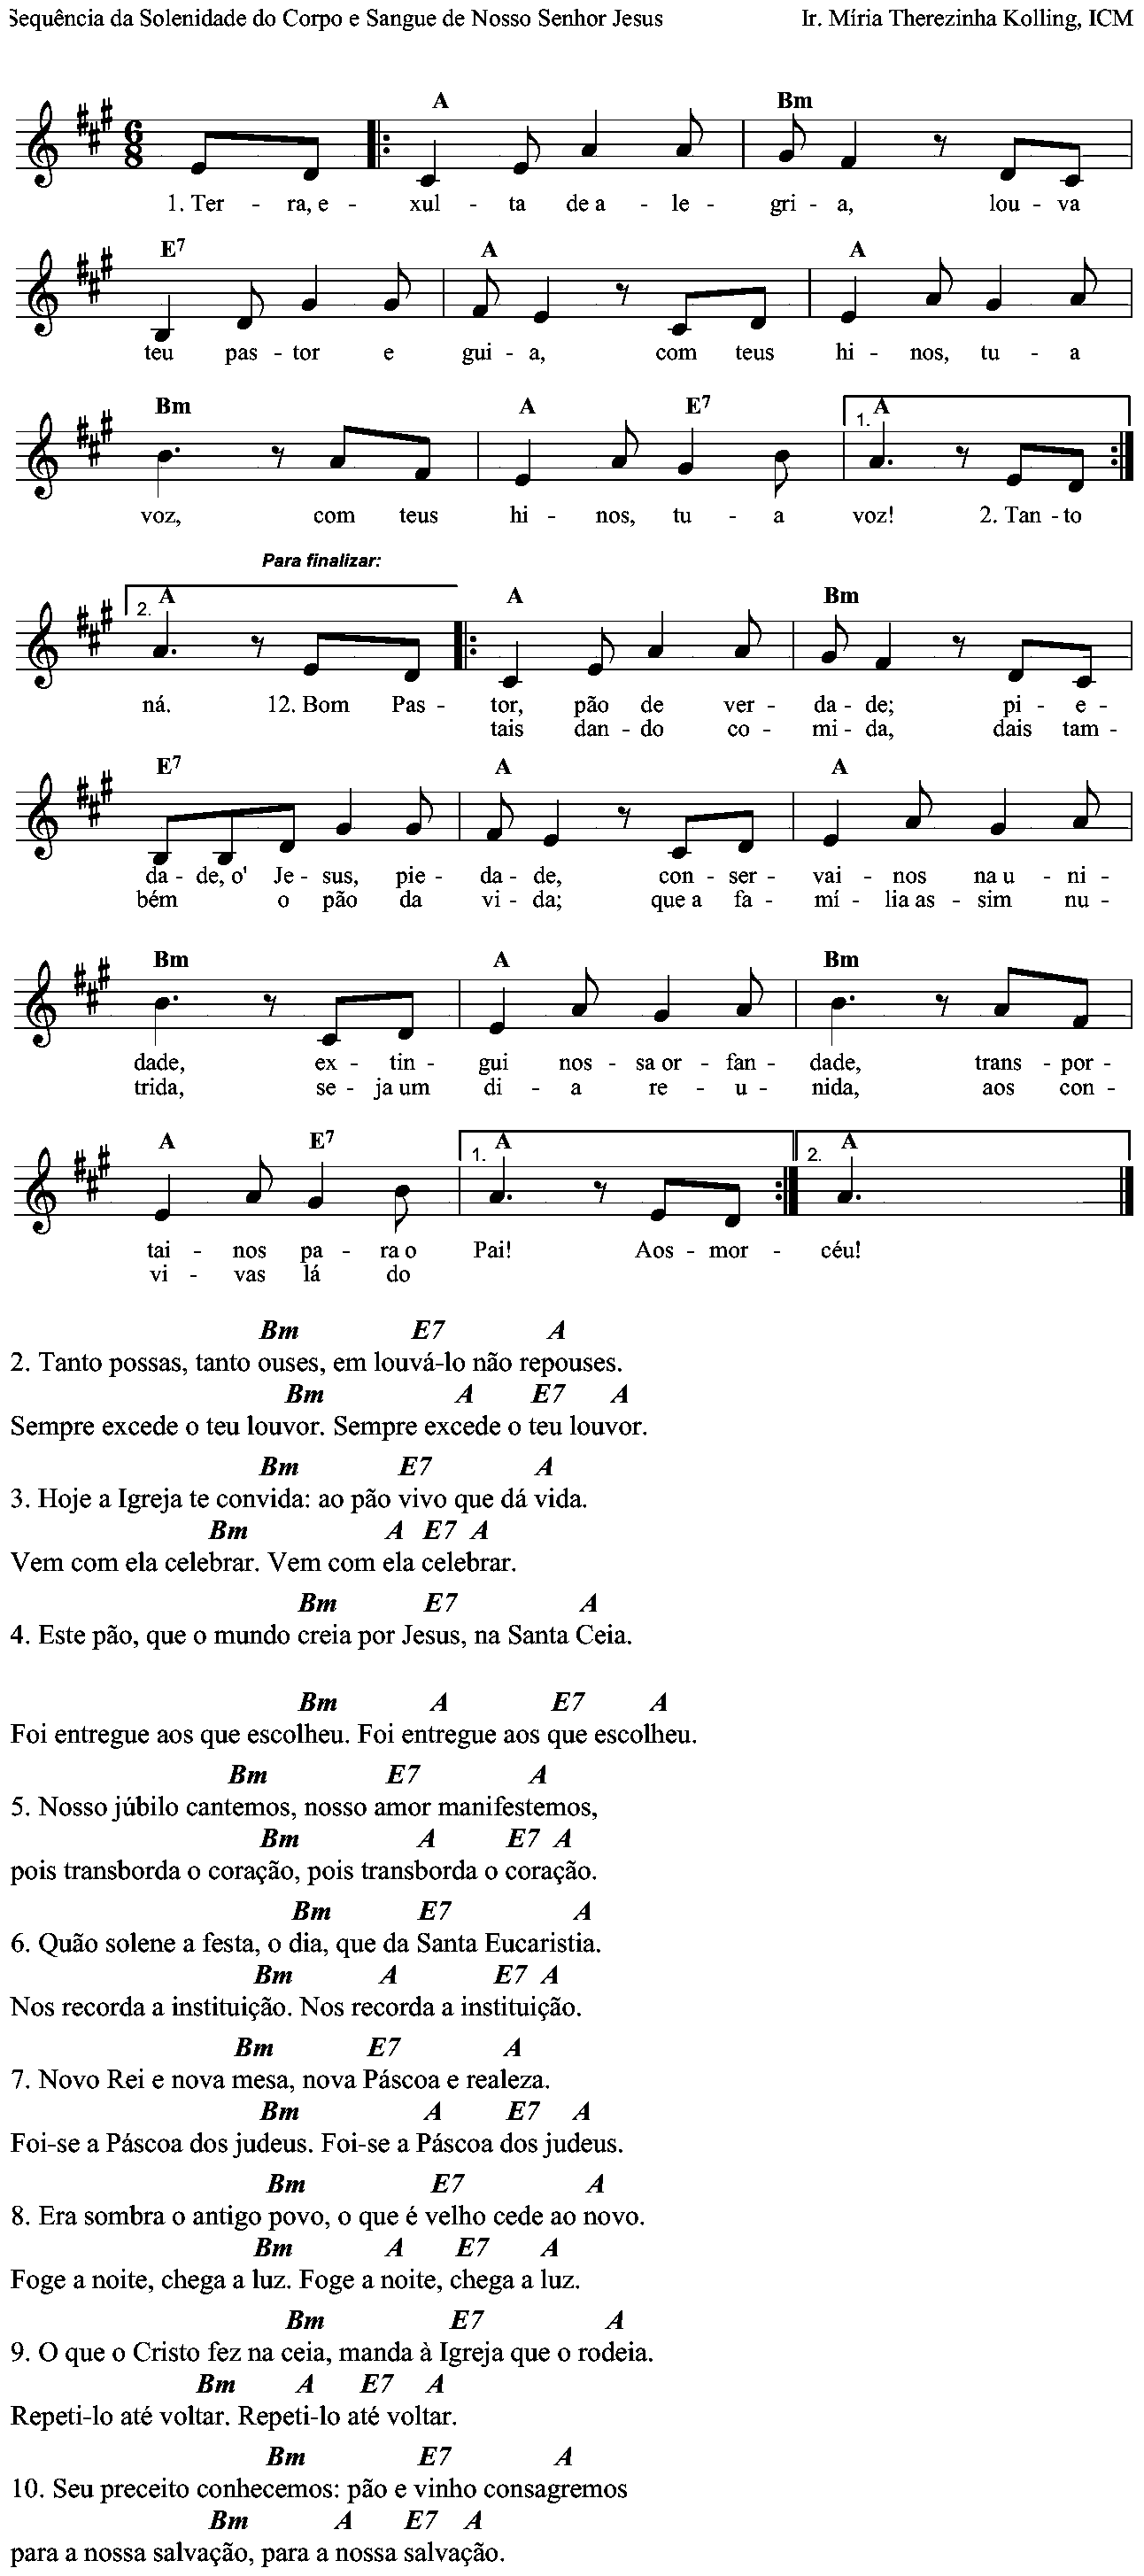 Sequência da Solenidade do Corpo e Sangue de Nosso Senhor Jesus Ir. Míria Therezinha Kolling, ICM
A Bm
6
8
1. Ter - ra, e - xul - ta de a - le - gri - a, lou - va
E7 A A
teu pas - tor e gui - a, com teus hi - nos, tu - a
Bm A E7 1. A
voz, com teus hi - nos, tu - a voz! 2. Tan - to
Para finalizar:
2. A A Bm
ná. 12. Bom Pas - tor, pão de ver - da - de; pi - e -
tais dan - do co - mi - da, dais tam -
E7 A A
da - de, o' Je - sus, pie - da - de, con - ser - vai - nos na u - ni -
bém o pão da vi - da; que a fa - mí - lia as - sim nu -
Bm A Bm
dade, ex - tin - gui nos - sa or - fan - dade, trans - por -
trida, se - ja um di - a re - u - nida, aos con -
A E7 1. A 2. A
tai - nos pa - ra o Pai! Aos - mor - céu!
vi - vas lá do
Bm E7 A
2. Tanto possas, tanto ouses, em louvá-lo não repouses.
Bm A E7 A
Sempre excede o teu louvor. Sempre excede o teu louvor.
Bm E7 A
3. Hoje a Igreja te convida: ao pão vivo que dá vida.
Bm A E7 A
Vem com ela celebrar. Vem com ela celebrar.
Bm E7 A
4. Este pão, que o mundo creia por Jesus, na Santa Ceia.
Bm A E7 A
Foi entregue aos que escolheu. Foi entregue aos que escolheu.
Bm E7 A
5. Nosso júbilo cantemos, nosso amor manifestemos,
Bm A E7 A
pois transborda o coração, pois transborda o coração.
Bm E7 A
6. Quão solene a festa, o dia, que da Santa Eucaristia.
Bm A E7 A
Nos recorda a instituição. Nos recorda a instituição.
Bm E7 A
7. Novo Rei e nova mesa, nova Páscoa e realeza.
Bm A E7 A
Foi-se a Páscoa dos judeus. Foi-se a Páscoa dos judeus.
Bm E7 A
8. Era sombra o antigo povo, o que é velho cede ao novo.
Bm A E7 A
Foge a noite, chega a luz. Foge a noite, chega a luz.
Bm E7 A
9. O que o Cristo fez na ceia, manda à Igreja que o rodeia.
Bm A E7 A
Repeti-lo até voltar. Repeti-lo até voltar.
Bm E7 A
10. Seu preceito conhecemos: pão e vinho consagremos
Bm A E7 A
para a nossa salvação, para a nossa salvação.